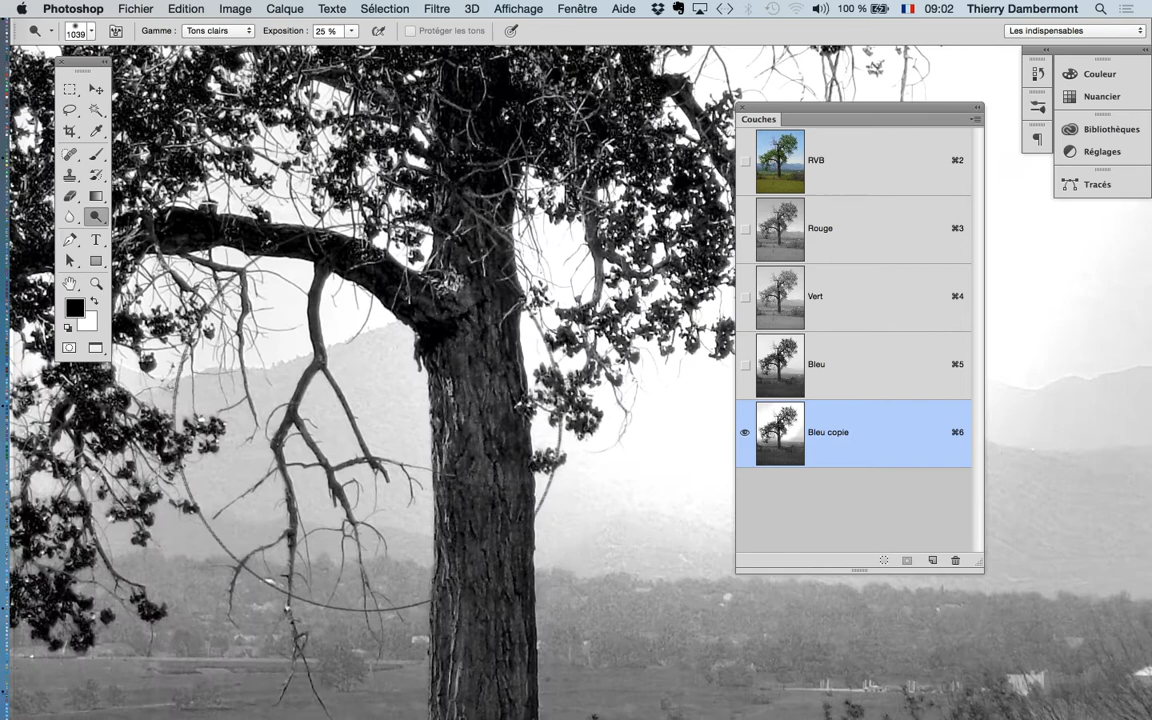 Photoshop Fichier Edition Image Calque Texte Sélection Filtre 3D Affichage Fenêtre Aide 100 % 09:02 Thierry Dambermont
1039 Gamme : Tons clairs Exposition : 25 % Protéger les tons Les indispensables
Couches
RVB ⌘2
Rouge ⌘3
Vert ⌘4
Bleu ⌘5
Bleu copie ⌘6
Couleur
Nuancier
Bibliothèques
Réglages
Tracés